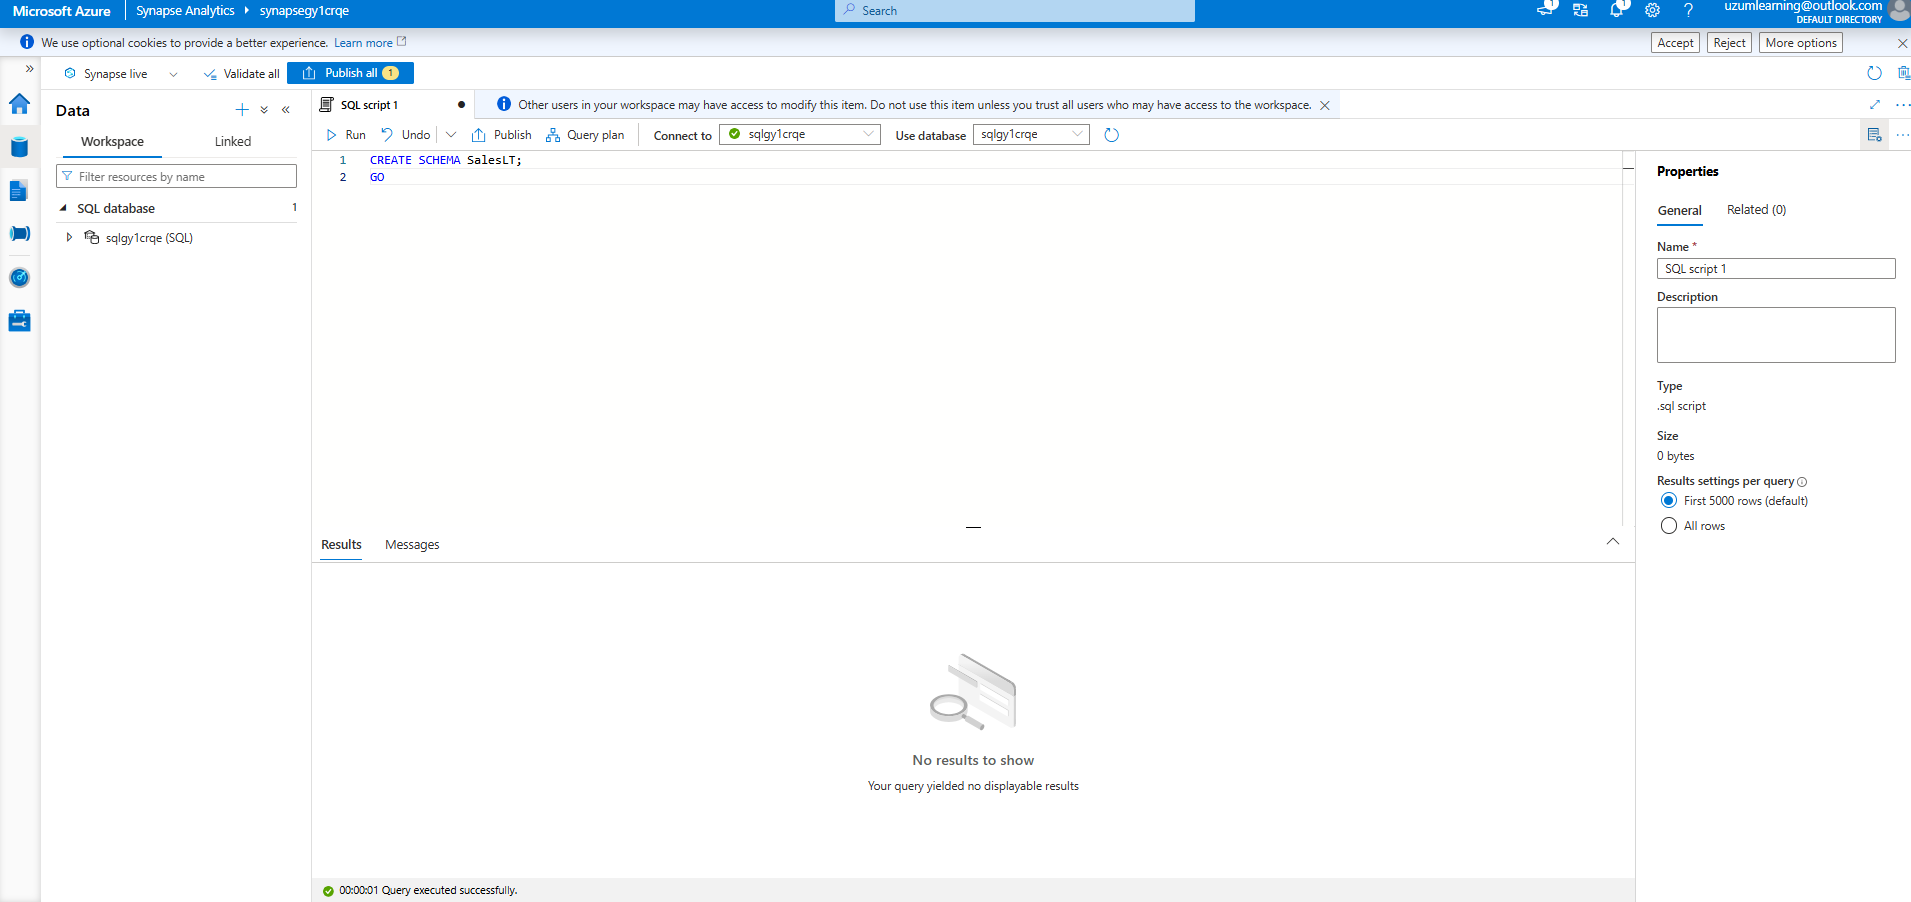 Microsoft Azure
Synapse Analytics
synapsegy1crqe
Search
1
1
uzumlearning@outlook.com
DEFAULT DIRECTORY
We use optional cookies to provide a better experience. Learn more
Accept
Reject
More options
Synapse live
Validate all
Publish all 1
Data
Workspace
Linked
Filter resources by name
SQL database 1
sqlgy1crqe (SQL)
SQL script 1
Other users in your workspace may have access to modify this item. Do not use this item unless you trust all users who may have access to the workspace.
Run
Undo
Publish
Query plan
Connect to
sqlgy1crqe
Use database
sqlgy1crqe
1 CREATE SCHEMA SalesLT;
2 GO
Results
Messages
No results to show
Your query yielded no displayable results
00:00:01 Query executed successfully.
Properties
General
Related (0)
Name *
SQL script 1
Description
Type
.sql script
Size
0 bytes
Results settings per query
First 5000 rows (default)
All rows